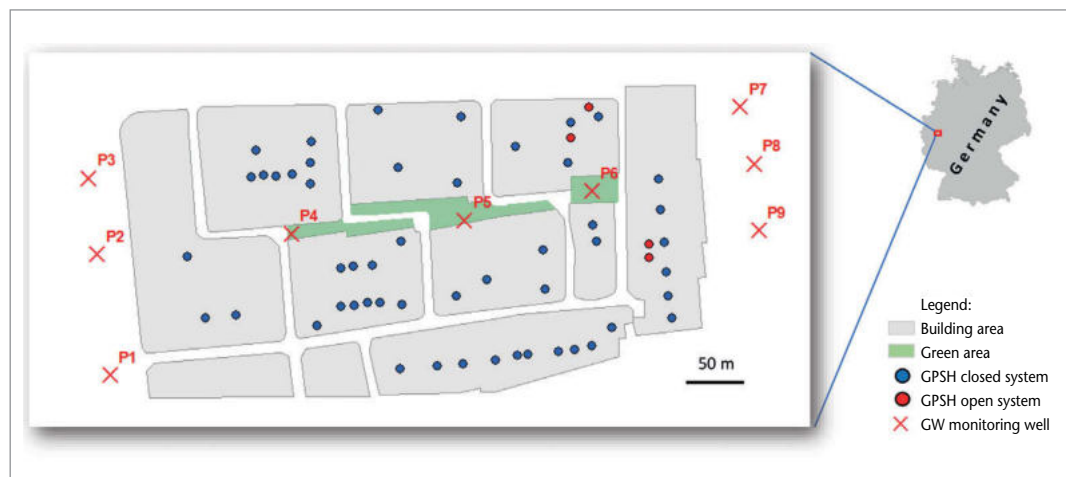 P7
P3
P8
P6
P5
P4
P9
P2
P1
50 m
Germany
Legend:
Building area
Green area
GPSH closed system
GPSH open system
GW monitoring well